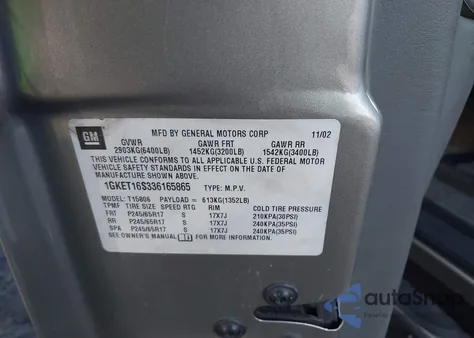 GM
MFD BY GENERAL MOTORS CORP 11/02
GVWR GAWR FRT GAWR RR
2903KG(6400LB) 1452KG(3200LB) 1542KG(3400LB)
THIS VEHICLE CONFORMS TO ALL APPLICABLE U.S. FEDERAL MOTOR
VEHICLE SAFETY STANDARDS IN EFFECT ON THE DATE OF
MANUFACTURE SHOWN ABOVE.
1GKET16S336165865 TYPE: M.P.V.
MODEL: T15806 PAYLOAD = 613KG(1352LB)
TPMF TIRE SIZE SPEED RTG RIM COLD TIRE PRESSURE
FRT P245/65R17 S 17X7J 210KPA(30PSI)
RR P245/65R17 S 17X7J 240KPA(35PSI)
SPA P245/65R17 S 17X7J 240KPA(35PSI)
SEE OWNER'S MANUAL FOR MORE INFORMATION.
autoSnap